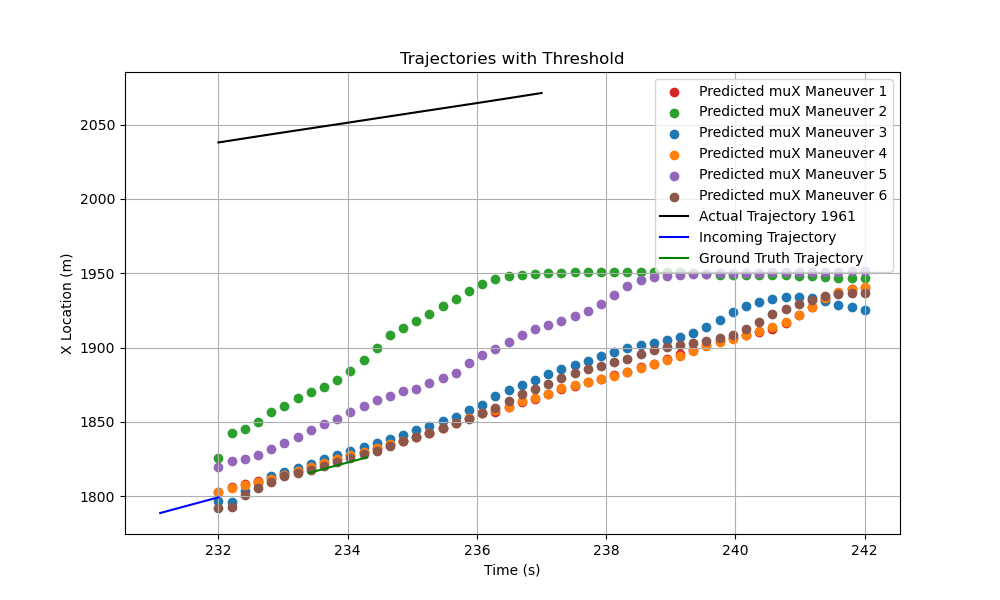 Trajectories with Threshold
X Location (m)
2050
2000
1950
1900
1850
1800
232
234
236
238
240
242
Time (s)
Predicted muX Maneuver 1
Predicted muX Maneuver 2
Predicted muX Maneuver 3
Predicted muX Maneuver 4
Predicted muX Maneuver 5
Predicted muX Maneuver 6
Actual Trajectory 1961
Incoming Trajectory
Ground Truth Trajectory